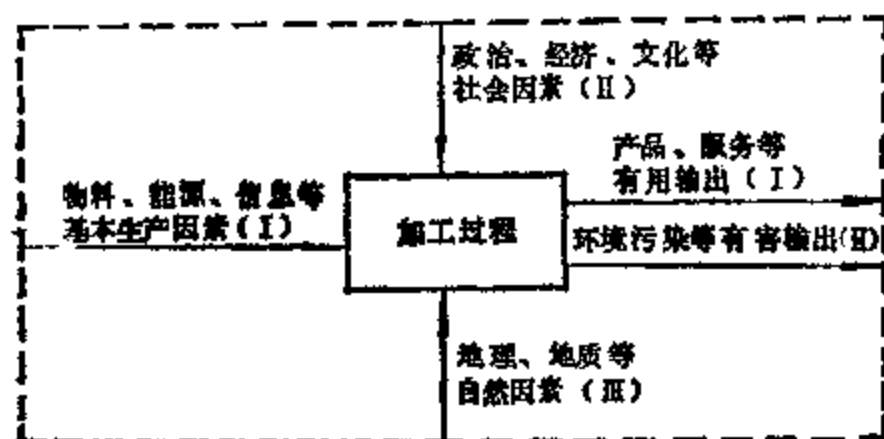 政治、经济、文化等
社会因素(Ⅱ)
产品、服务等
有用输出(Ⅰ)
物料、能源、信息等
基本生产因素(Ⅰ)
加工过程
环境污染等有害输出(Ⅱ)
地理、地质等
自然因素(Ⅲ)